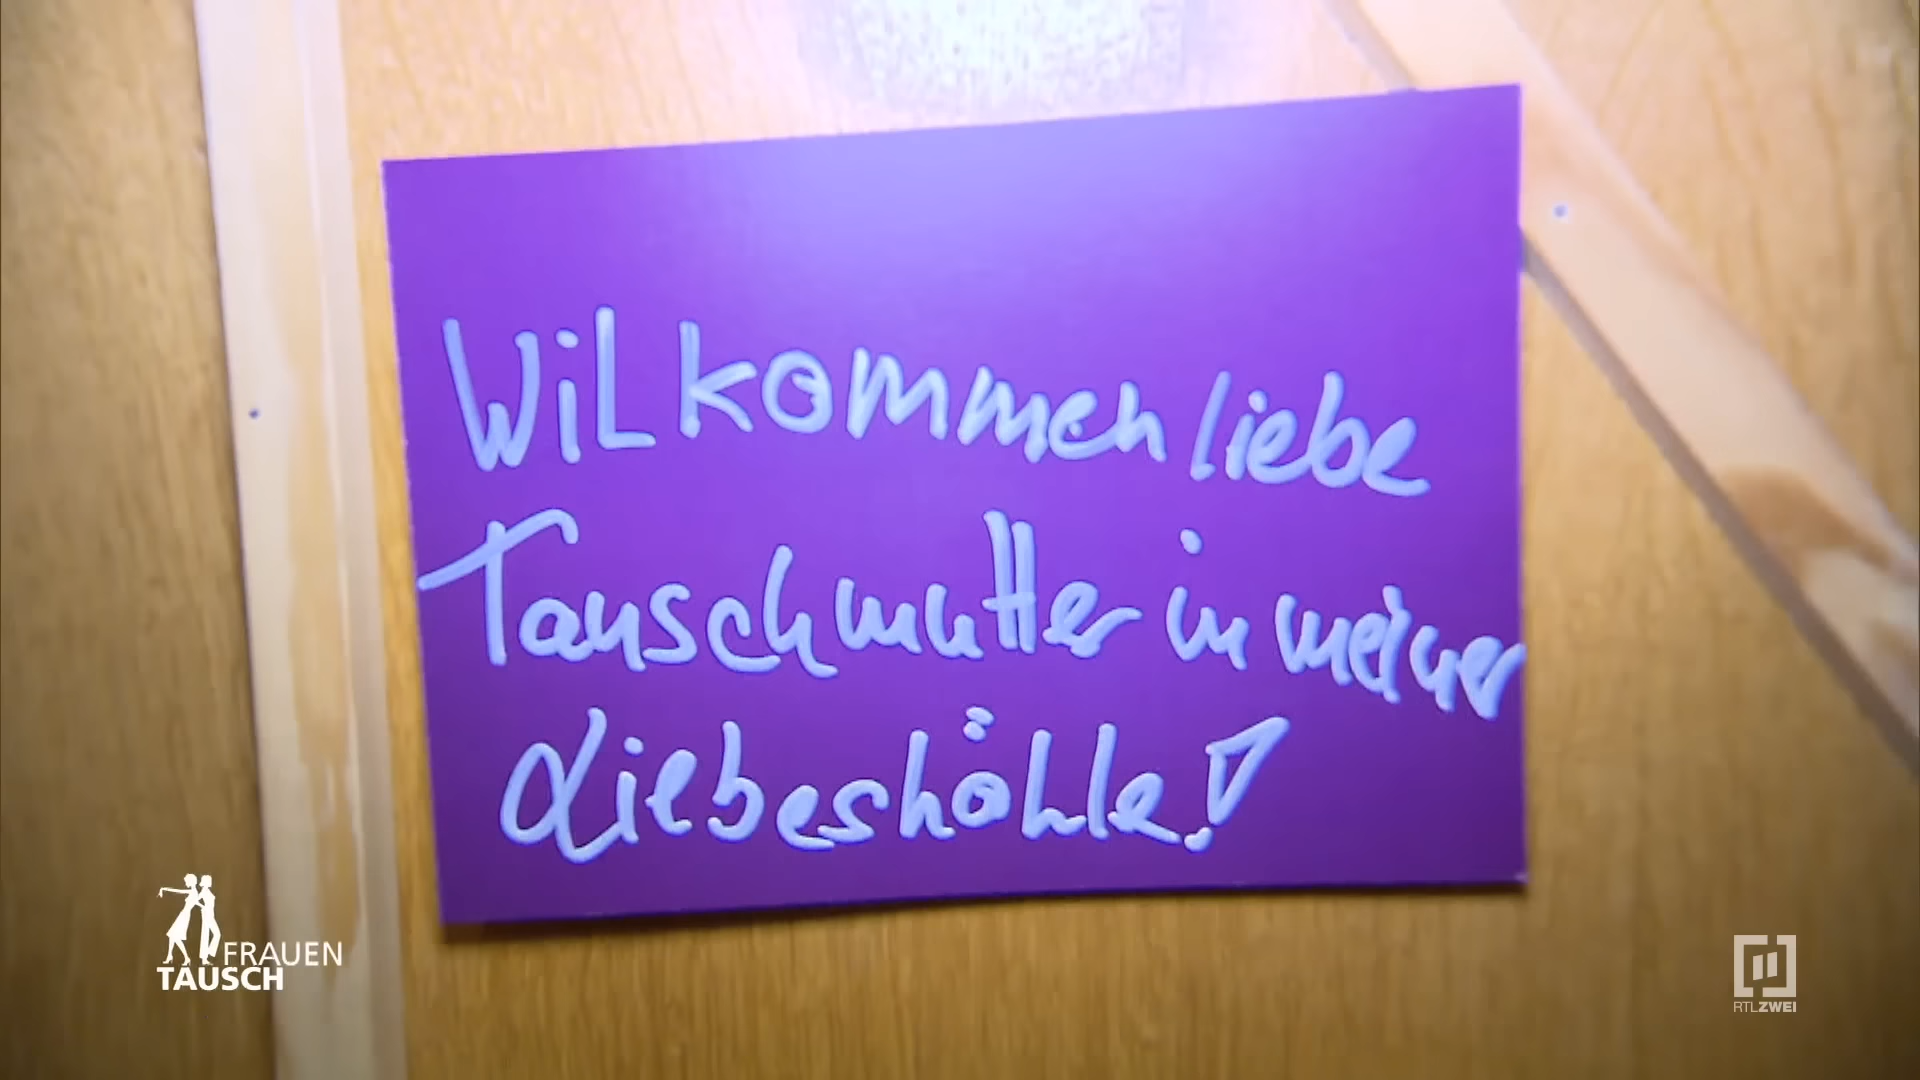 Wilkommen liebe
Tauschmutter in meiner
Liebeshöhle!
FRAUEN
TAUSCH
RTLZWEI